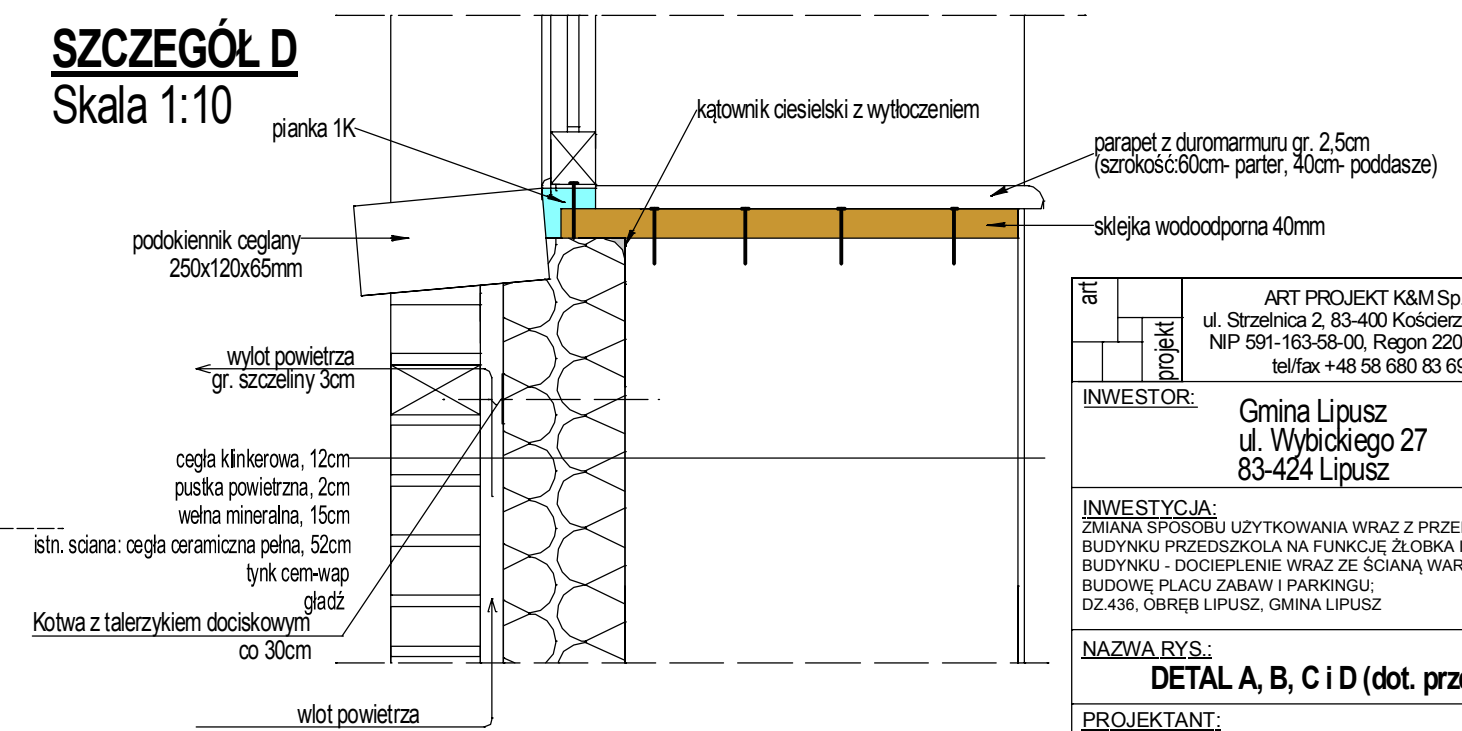 SZCZEGÓŁ D
Skala 1:10
pianka 1K
kątownik ciesielski z wytłoczeniem
parapet z duromarmuru gr. 2,5cm
(szrokość:60cm- parter, 40cm- poddasze)
podokiennik ceglany
250x120x65mm
sklejka wodoodporna 40mm
wylot powietrza
gr. szczeliny 3cm
cegła klinkerowa, 12cm
pustka powietrzna, 2cm
wełna mineralna, 15cm
istn. sciana: cegła ceramiczna pełna, 52cm
tynk cem-wap
gładź
Kotwa z talerzykiem dociskowym
co 30cm
wlot powietrza
art
projekt
ART PROJEKT K&M Sp.
ul. Strzelnica 2, 83-400 Kościerz
NIP 591-163-58-00, Regon 220
tel/fax +48 58 680 83 69
INWESTOR:
Gmina Lipusz
ul. Wybickiego 27
83-424 Lipusz
INWESTYCJA:
ZMIANA SPOSOBU UŻYTKOWANIA WRAZ Z PRZE
BUDYNKU PRZEDSZKOLA NA FUNKCJĘ ŻŁOBKA
BUDYNKU - DOCIEPLENIE WRAZ ZE ŚCIANĄ WAR
BUDOWĘ PLACU ZABAW I PARKINGU;
DZ.436, OBRĘB LIPUSZ, GMINA LIPUSZ
NAZWA RYS.:
DETAL A, B, C i D (dot. prze
PROJEKTANT: